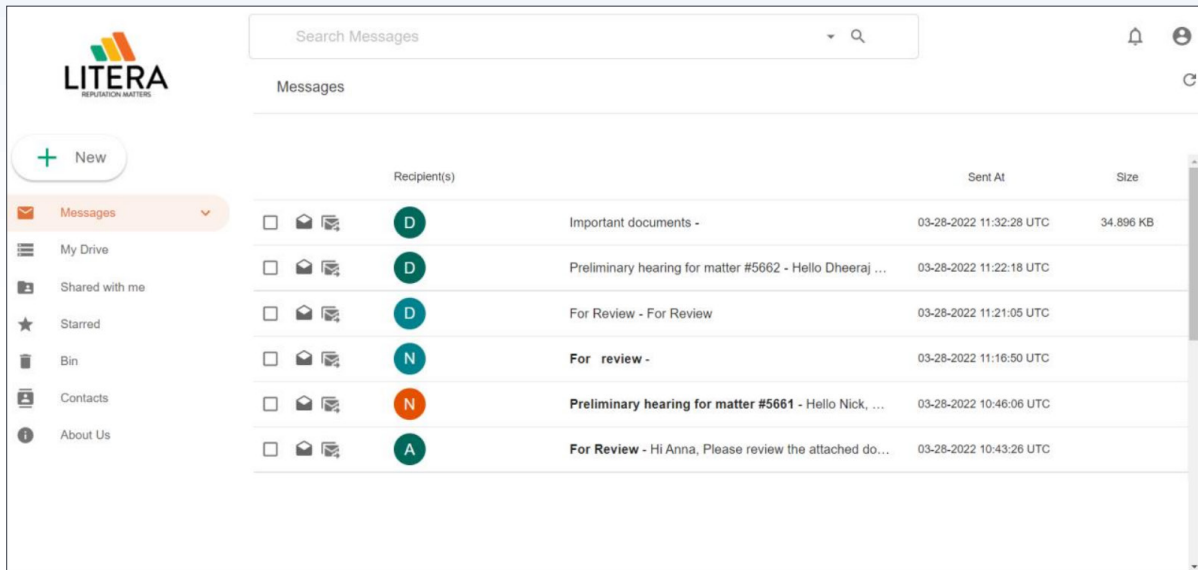 LITERA
REPUTATION MATTERS
Search Messages
Messages
New
Messages
My Drive
Shared with me
Starred
Bin
Contacts
About Us
Recipient(s) Sent At Size
D Important documents - 03-28-2022 11:32:28 UTC 34.896 KB
D Preliminary hearing for matter #5662 - Hello Dheeraj ... 03-28-2022 11:22:18 UTC
D For Review - For Review 03-28-2022 11:21:05 UTC
N For review - 03-28-2022 11:16:50 UTC
N Preliminary hearing for matter #5661 - Hello Nick, ... 03-28-2022 10:46:06 UTC
A For Review - Hi Anna, Please review the attached do... 03-28-2022 10:43:26 UTC